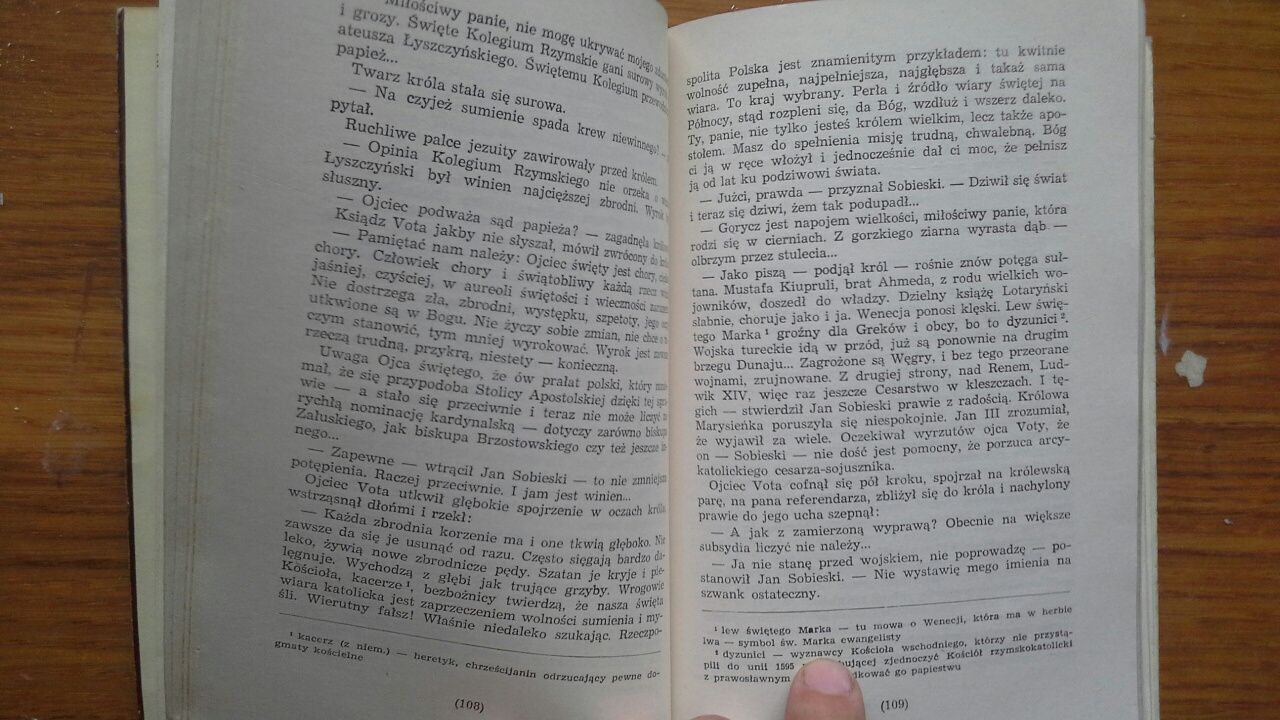 Miłościwy panie, nie mogę ukrywać mojego
i grozy. Święte Kolegium Rzymskie gani surowy
ateusza Łyszczyńskiego. Świętemu Kolegium
papież...
Twarz króla stała się surowa.
— Na czyjeż sumienie spada krew niewinnego? —
pytał.
Ruchliwe palce jezuity zawirowały przed królem.
— Opinia Kolegium Rzymskiego nie orzeka o
Łyszczyński był winien najcięższej zbrodni. Wyrok
słuszny.
— Ojciec podważa sąd papieża? — zagadnęła
Ksiądz Vota jakby nie słyszał, mówił zwrócony do
— Pamiętać nam należy: Ojciec święty jest chory,
chory. Człowiek chory i świątobliwy każdą rzecz
jaśniej, czyściej, w aureoli świętości i wieczności
Nie dostrzega zła, zbrodni, występku, szpetoty, jego
utkwione są w Bogu. Nie życzy sobie zmian, nie chce o
czym stanowić, tym mniej wyrokować. Wyrok jest
rzeczą trudną, przykrą, niestety — konieczną.
Uwaga Ojca świętego, że ów prałat polski, który
mał, że się przypodoba Stolicy Apostolskiej dzięki tej
wie — a stało się przeciwnie i teraz nie może liczyć
rychłą nominację kardynalską — dotyczy zarówno biskupa
Załuskiego, jak biskupa Brzostowskiego czy też jeszcze
nego...
— Zapewne — wtrącił Jan Sobieski — to nie zmniejsza
potępienia. Raczej przeciwnie. I jam jest winien...
Ojciec Vota utkwił głębokie spojrzenie w oczach króla,
wstrząsnął dłońmi i rzekł:
— Każda zbrodnia korzenie ma i one tkwią głęboko. Nie
zawsze da się je usunąć od razu. Często sięgają bardzo da-
leko, żywią nowe zbrodnicze pędy. Szatan je kryje i pie-
lęgnuje. Wychodzą z głębi jak trujące grzyby. Wrogowie
Kościoła, kacerze¹, bezbożnicy twierdzą, że nasza święta
wiara katolicka jest zaprzeczeniem wolności sumienia i my-
śli. Wierutny fałsz! Właśnie niedaleko szukając. Rzeczpo-
¹ kacerz (z niem.) — heretyk, chrześcijanin odrzucający pewne do-
gmaty kościelne
(108)
spolita Polska jest znamienitym przykładem: tu kwitnie
wolność zupełna, najpełniejsza, najgłębsza i takaż sama
wiara. To kraj wybrany. Perła i źródło wiary świętej na
Północy, stąd rozpleni się, da Bóg, wzdłuż i wszerz daleko.
Ty, panie, nie tylko jesteś królem wielkim, lecz także apo-
stołem. Masz do spełnienia misję trudną, chwalebną. Bóg
ci ją w ręce włożył i jednocześnie dał ci moc, że pełnisz
ją od lat ku podziwowi świata.
— Jużci, prawda — przyznał Sobieski. — Dziwił się świat
i teraz się dziwi, żem tak podupadł...
— Gorycz jest napojem wielkości, miłościwy panie, która
rodzi się w cierniach. Z gorzkiego ziarna wyrasta dąb —
olbrzym przez stulecia...
— Jako piszą — podjął król — rośnie znów potęga suł-
tana. Mustafa Kiupruli, brat Ahmeda, z rodu wielkich wo-
jowników, doszedł do władzy. Dzielny książę Lotaryński
słabnie, choruje jako i ja. Wenecja ponosi klęski. Lew świę-
tego Marka¹ groźny dla Greków i obcy, bo to dyzunici².
Wojska tureckie idą w przód, już są ponownie na drugim
brzegu Dunaju... Zagrożone są Węgry, i bez tego przeorane
wojnami, zrujnowane. Z drugiej strony, nad Renem, Lud-
wik XIV, więc raz jeszcze Cesarstwo w kleszczach. I tę-
gich — stwierdził Jan Sobieski prawie z radością. Królowa
Marysieńka poruszyła się niespokojnie. Jan III zrozumiał,
że wyjawił za wiele. Oczekiwał wyrzutów ojca Voty, że
on — Sobieski — nie dość jest pomocny, że porzuca arcy-
katolickiego cesarza-sojusznika.
Ojciec Vota cofnął się pół kroku, spojrzał na królewską
parę, na pana referendarza, zbliżył się do króla i nachylony
prawie do jego ucha szepnął:
— A jak z zamierzoną wyprawą? Obecnie na większe
subsydia liczyć nie należy...
— Ja nie stanę przed wojskiem, nie poprowadzę — po-
stanowił Jan Sobieski. — Nie wystawię mego imienia na
szwank ostateczny.
¹ lew świętego Marka — tu mowa o Wenecji, która ma w herbie
lwa — symbol św. Marka ewangelisty
² dyzunici — wyznawcy Kościoła wschodniego, którzy nie przystą-
pili do unii 1595 zjednoczyć Kościół rzymskokatolicki
z prawosławnym go papiestwu
(109)